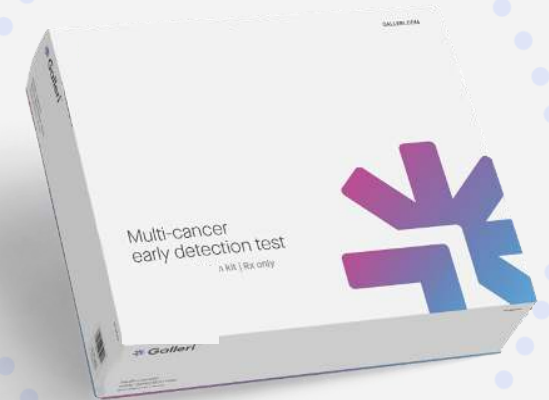 GALLERI.COM
Galleri
Multi-cancer
early detection test
kit | Rx only
Galleri